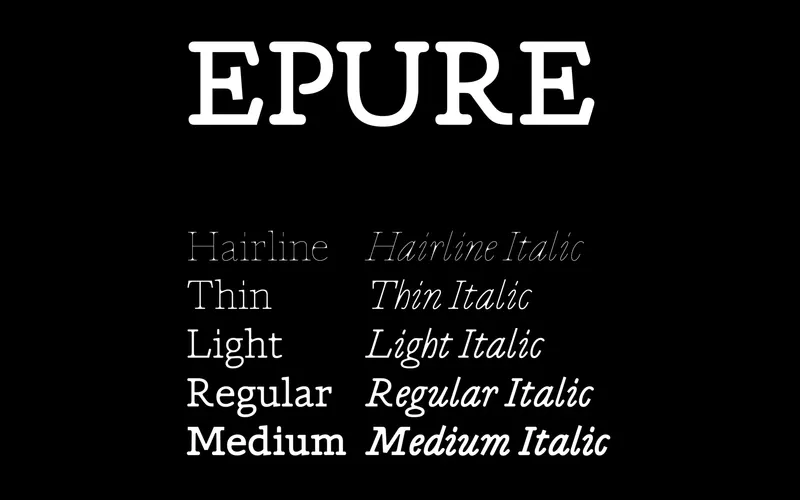 EPURE
Hairline Hairline Italic
Thin Thin Italic
Light Light Italic
Regular Regular Italic
Medium Medium Italic